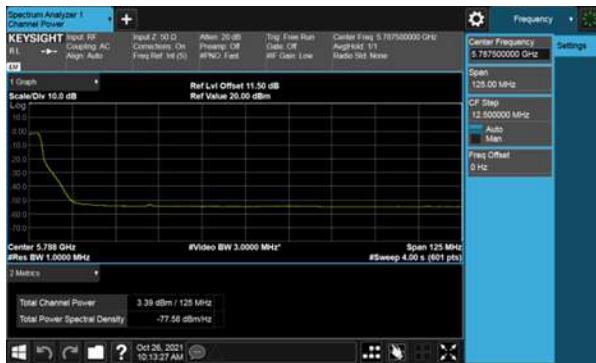 Spectrum Analyzer 1
Channel Power
Frequency
KEYSIGHT
Input: RF
Coupling: AC
Align: Auto
Input Z: 50 Ω
Corrections: On
Freq Ref: Int (S)
Atten: 20 dB
Preamp: Off
#PNO: Fast
Trig: Free Run
Gate: Off
#IF Gain: Low
Center Freq: 5.787500000 GHz
Avg|Hold: 1/1
Radio Std: None
RL
LM
Center Frequency
5.787500000 GHz
Settings
Span
125.00 MHz
CF Step
12.500000 MHz
Auto
Man
Freq Offset
0 Hz
1 Graph
Scale/Div 10.0 dB
Ref Lvl Offset 11.50 dB
Ref Value 20.00 dBm
Log
10.0
0.00
-10.0
-20.0
-30.0
-40.0
-50.0
-60.0
-70.0
Center 5.788 GHz
#Res BW 1.0000 MHz
#Video BW 3.0000 MHz*
Span 125 MHz
#Sweep 4.00 s (601 pts)
2 Metrics
Total Channel Power 3.39 dBm / 125 MHz
Total Power Spectral Density -77.58 dBm/Hz
Oct 26, 2021
10:13:27 AM